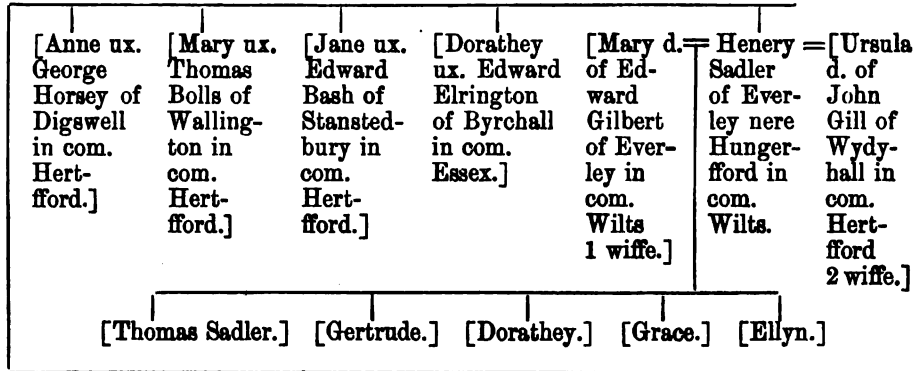 [Anne ux.
George
Horsey of
Digswell
in com.
Hert-
fford.]
[Mary ux.
Thomas
Bolls of
Walling-
ton in
com.
Hert-
fford.]
[Jane ux.
Edward
Bash of
Stansted-
bury in
com.
Hert-
fford.]
[Dorathey
ux. Edward
Elrington
of Byrchall
in com.
Essex.]
[Mary d.
of Ed-
ward
Gilbert
of Ever-
ley in
com.
Wilts
1 wiffe.]
= Henery =
Sadler
of Ever-
ley nere
Hunger-
fford in
com.
Wilts.
[Ursula
d. of
John
Gill of
Wydy-
hall in
com.
Hert-
fford
2 wiffe.]
[Thomas Sadler.] [Gertrude.] [Dorathey.] [Grace.] [Ellyn.]